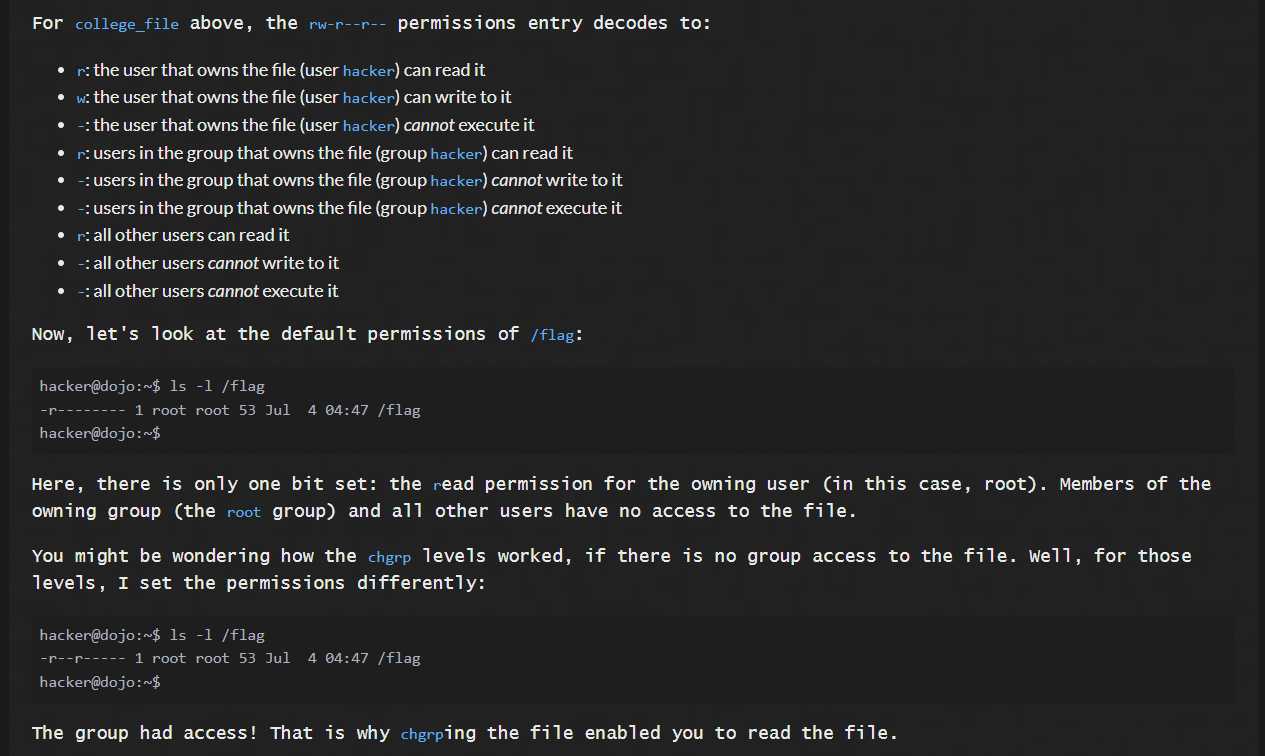 For college_file above, the rw-r--r-- permissions entry decodes to:
• r: the user that owns the file (user hacker) can read it
• w: the user that owns the file (user hacker) can write to it
• -: the user that owns the file (user hacker) cannot execute it
• r: users in the group that owns the file (group hacker) can read it
• -: users in the group that owns the file (group hacker) cannot write to it
• -: users in the group that owns the file (group hacker) cannot execute it
• r: all other users can read it
• -: all other users cannot write to it
• -: all other users cannot execute it
Now, let's look at the default permissions of /flag:
hacker@dojo:~$ ls -l /flag
-r-------- 1 root root 53 Jul  4 04:47 /flag
hacker@dojo:~$
Here, there is only one bit set: the read permission for the owning user (in this case, root). Members of the
owning group (the root group) and all other users have no access to the file.
You might be wondering how the chgrp levels worked, if there is no group access to the file. Well, for those
levels, I set the permissions differently:
hacker@dojo:~$ ls -l /flag
-r--r----- 1 root root 53 Jul  4 04:47 /flag
hacker@dojo:~$
The group had access! That is why chgrping the file enabled you to read the file.